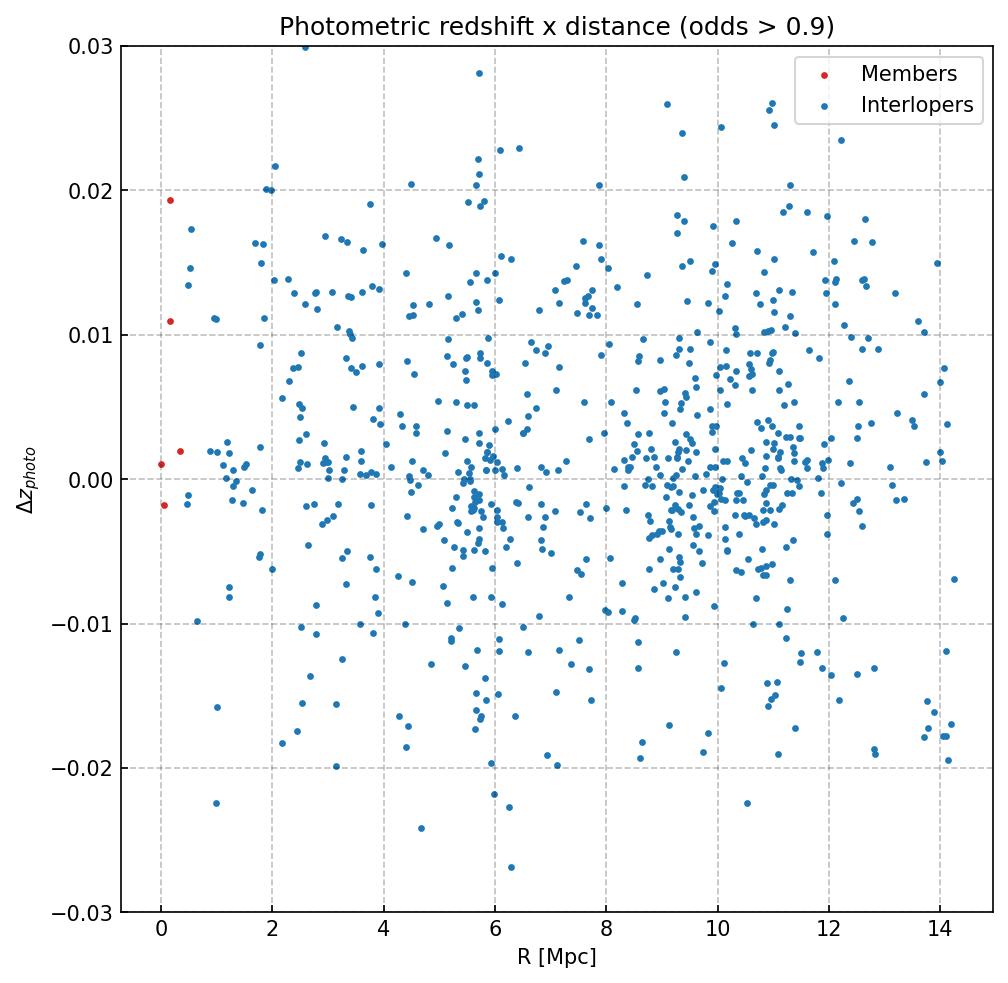 Photometric redshift x distance (odds > 0.9)
Members
Interlopers
0.03
0.02
0.01
0.00
−0.01
−0.02
−0.03
Δz_photo
0 2 4 6 8 10 12 14
R [Mpc]